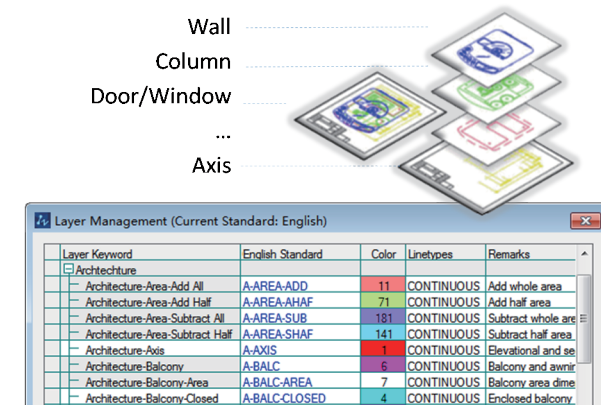 Wall
Column
Door/Window
...
Axis
Layer Management (Current Standard: English)
Layer Keyword English Standard Color Linetypes Remarks
Archtechture
Architecture-Area-Add All A-AREA-ADD 11 CONTINUOUS Add whole area
Architecture-Area-Add Half A-AREA-AHAF 71 CONTINUOUS Add half area
Architecture-Area-Subtract All A-AREA-SUB 181 CONTINUOUS Subtract whole are
Architecture-Area-Subtract Half A-AREA-SHAF 141 CONTINUOUS Subtract half area
Architecture-Axis A-AXIS 1 CONTINUOUS Elevational and se
Architecture-Balcony A-BALC 6 CONTINUOUS Balcony and awnin
Architecture-Balcony-Area A-BALC-AREA 7 CONTINUOUS Balcony area dime
Architecture-Balcony-Closed A-BALC-CLOSED 4 CONTINUOUS Enclosed balcony